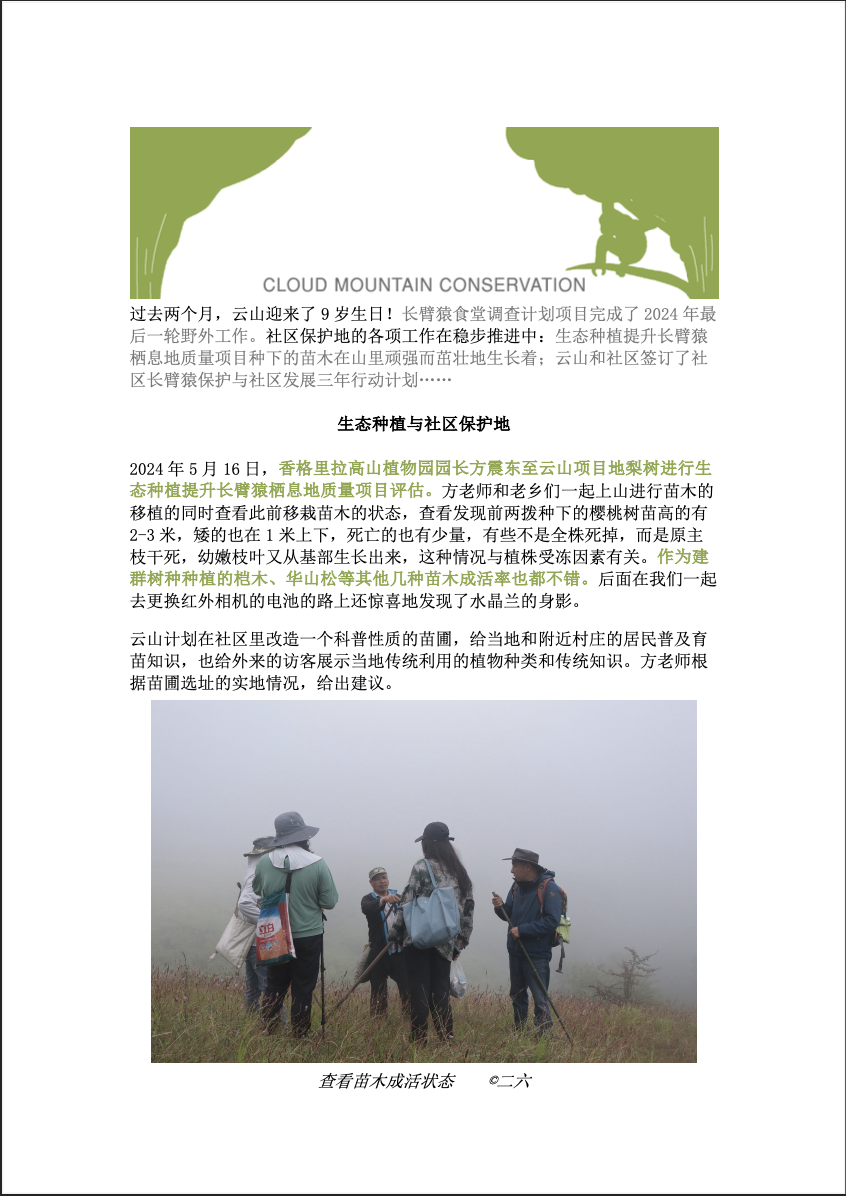 CLOUD MOUNTAIN CONSERVATION
过去两个月，云山迎来了 9 岁生日！长臂猿食堂调查计划项目完成了 2024 年最
后一轮野外工作。社区保护地的各项工作在稳步推进中：生态种植提升长臂猿
栖息地质量项目种下的苗木在山里顽强而茁壮地生长着；云山和社区签订了社
区长臂猿保护与社区发展三年行动计划……
生态种植与社区保护地
2024 年 5 月 16 日，香格里拉高山植物园园长方震东至云山项目地梨树进行生
态种植提升长臂猿栖息地质量项目评估。方老师和老乡们一起上山进行苗木的
移植的同时查看此前移栽苗木的状态，查看发现前两拨种下的樱桃树苗高的有
2-3 米，矮的也在 1 米上下，死亡的也有少量，有些不是全株死掉，而是原主
枝干死，幼嫩枝叶又从基部生长出来，这种情况与植株受冻因素有关。作为建
群树种种植的桤木、华山松等其他几种苗木成活率也都不错。后面在我们一起
去更换红外相机的电池的路上还惊喜地发现了水晶兰的身影。
云山计划在社区里改造一个科普性质的苗圃，给当地和附近村庄的居民普及育
苗知识，也给外来的访客展示当地传统利用的植物种类和传统知识。方老师根
据苗圃选址的实地情况，给出建议。
查看苗木成活状态 ©二六